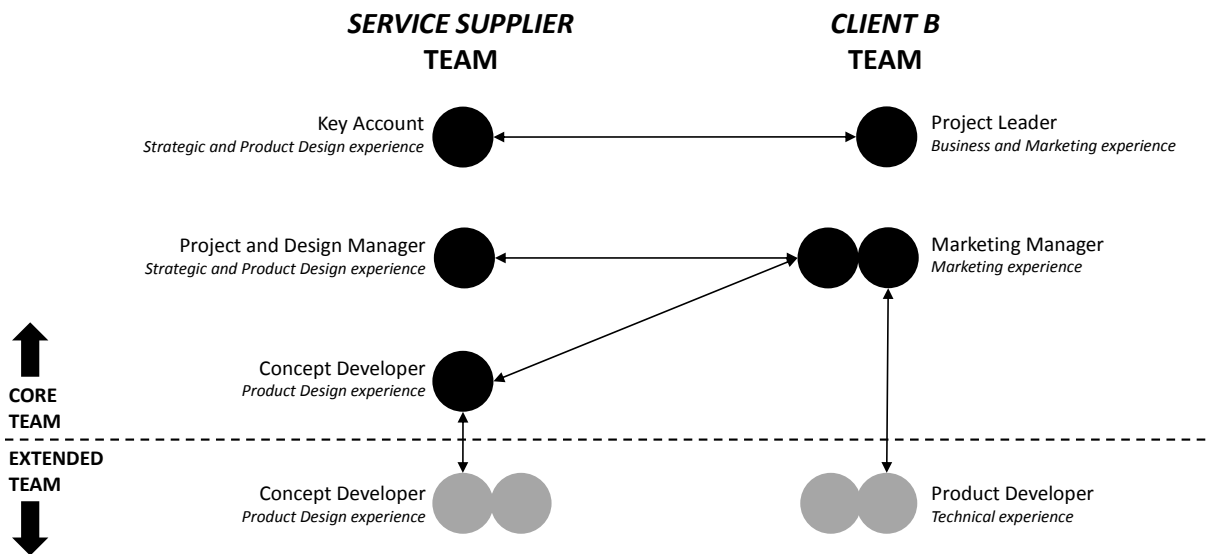 SERVICE SUPPLIER
TEAM
CLIENT B
TEAM
Key Account
Strategic and Product Design experience
Project Leader
Business and Marketing experience
Project and Design Manager
Strategic and Product Design experience
Marketing Manager
Marketing experience
Concept Developer
Product Design experience
CORE
TEAM
EXTENDED
TEAM
Concept Developer
Product Design experience
Product Developer
Technical experience